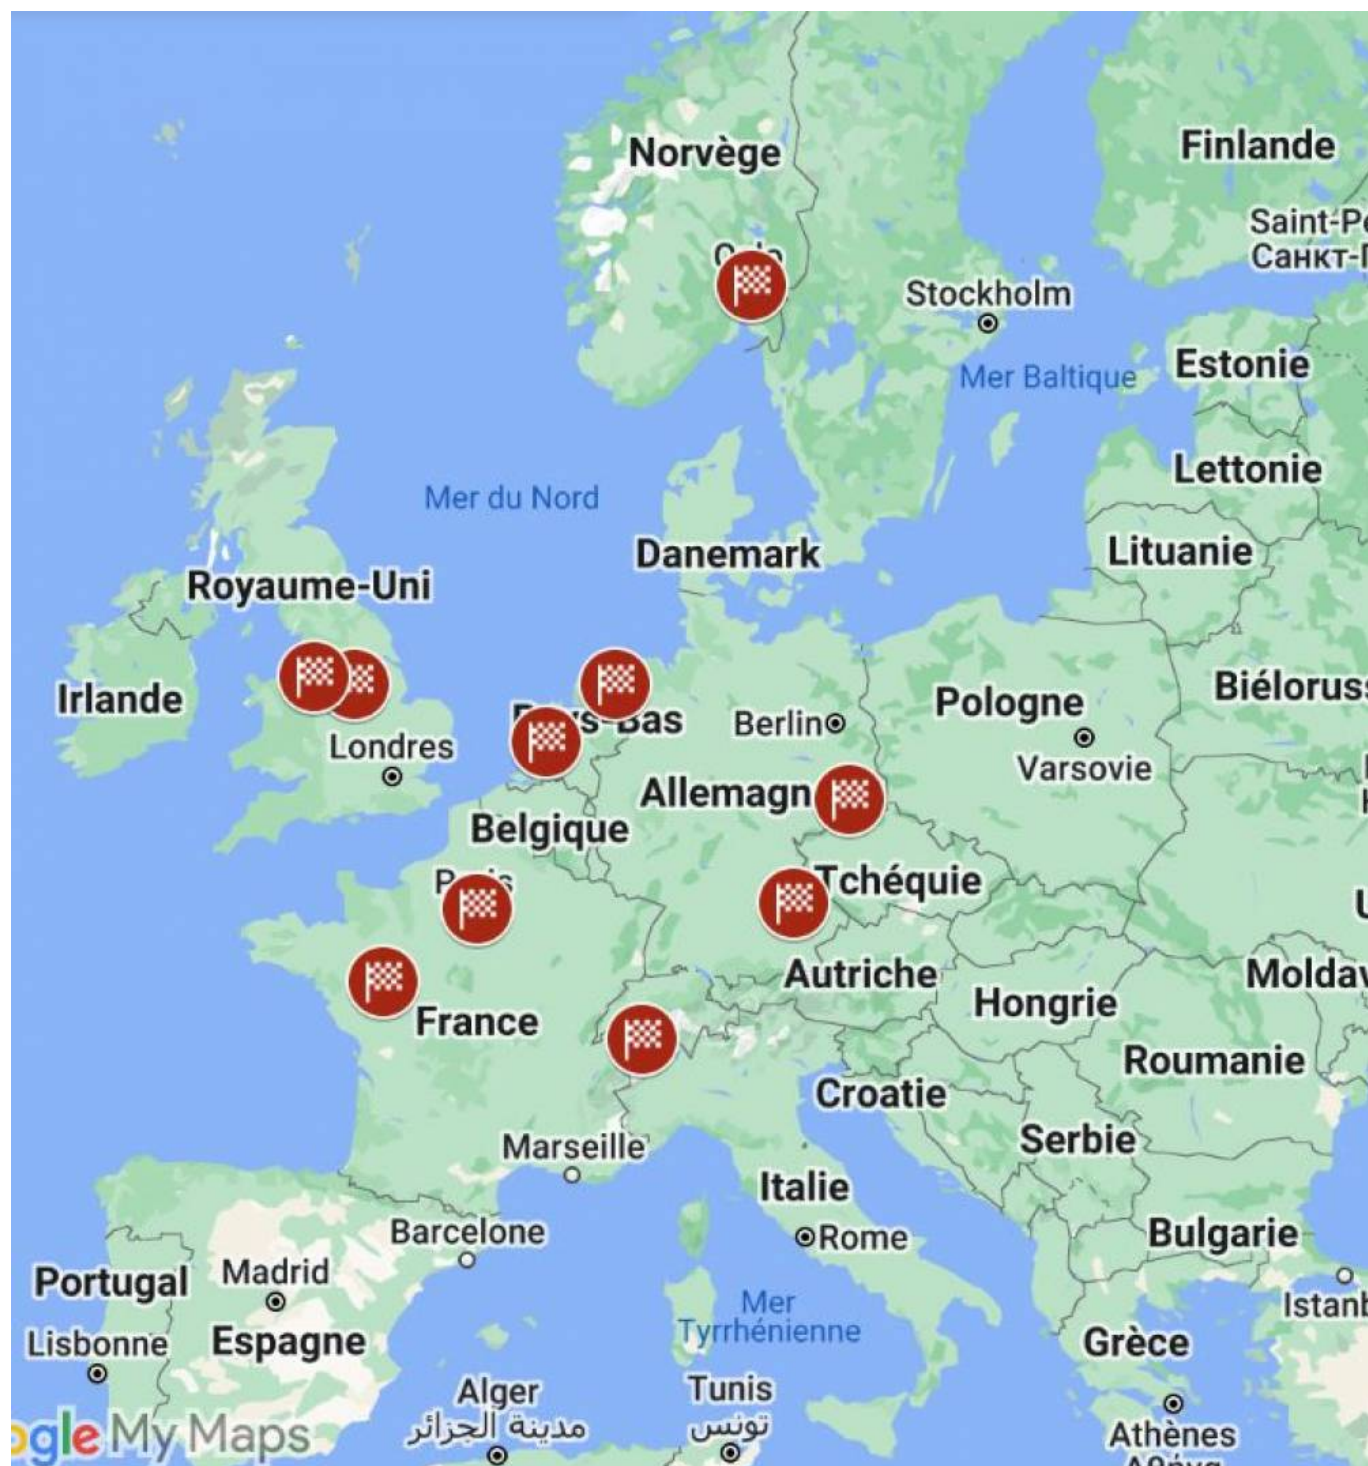 Norvège
Finlande
Saint-Pe
Санкт-П
Stockholm
Mer Baltique
Estonie
Lettonie
Mer du Nord
Danemark
Lituanie
Royaume-Uni
Irlande
Londres
Berlin
Pologne
Biéloruss
Varsovie
Allemagn
Belgique
Tchéquie
Autriche
Hongrie
Moldav
France
Roumanie
Croatie
Serbie
Marseille
Italie
Rome
Barcelone
Bulgarie
Portugal
Madrid
Istanb
Mer
Tyrrhénienne
Lisbonne
Espagne
Grèce
Alger
مدينة الجزائر
Tunis
تونس
ogle My Maps
Athènes